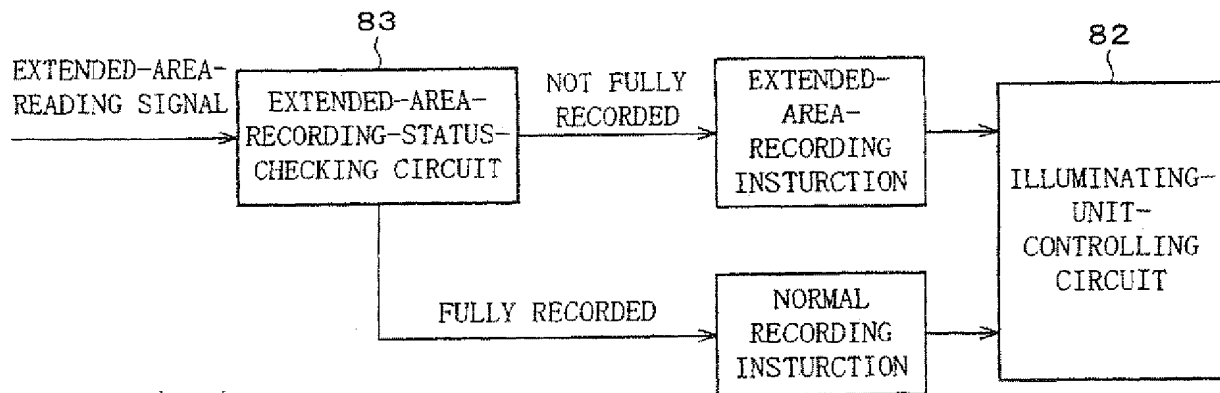 83
82
EXTENDED-AREA-
READING SIGNAL
EXTENDED-AREA-
RECORDING-STATUS-
CHECKING CIRCUIT
NOT FULLY
RECORDED
EXTENDED-
AREA-
RECORDING
INSTURCTION
ILLUMINATING-
UNIT-
CONTROLLING
CIRCUIT
FULLY RECORDED
NORMAL
RECORDING
INSTURCTION